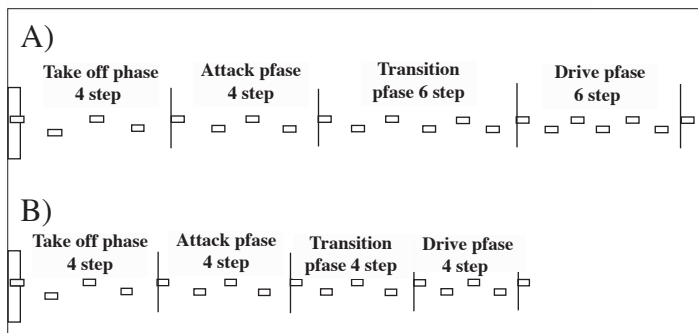 A)
Take off phase
4 step
Attack pfase
4 step
Transition
pfase 6 step
Drive pfase
6 step
B)
Take off phase
4 step
Attack pfase
4 step
Transition
pfase 4 step
Drive pfase
4 step